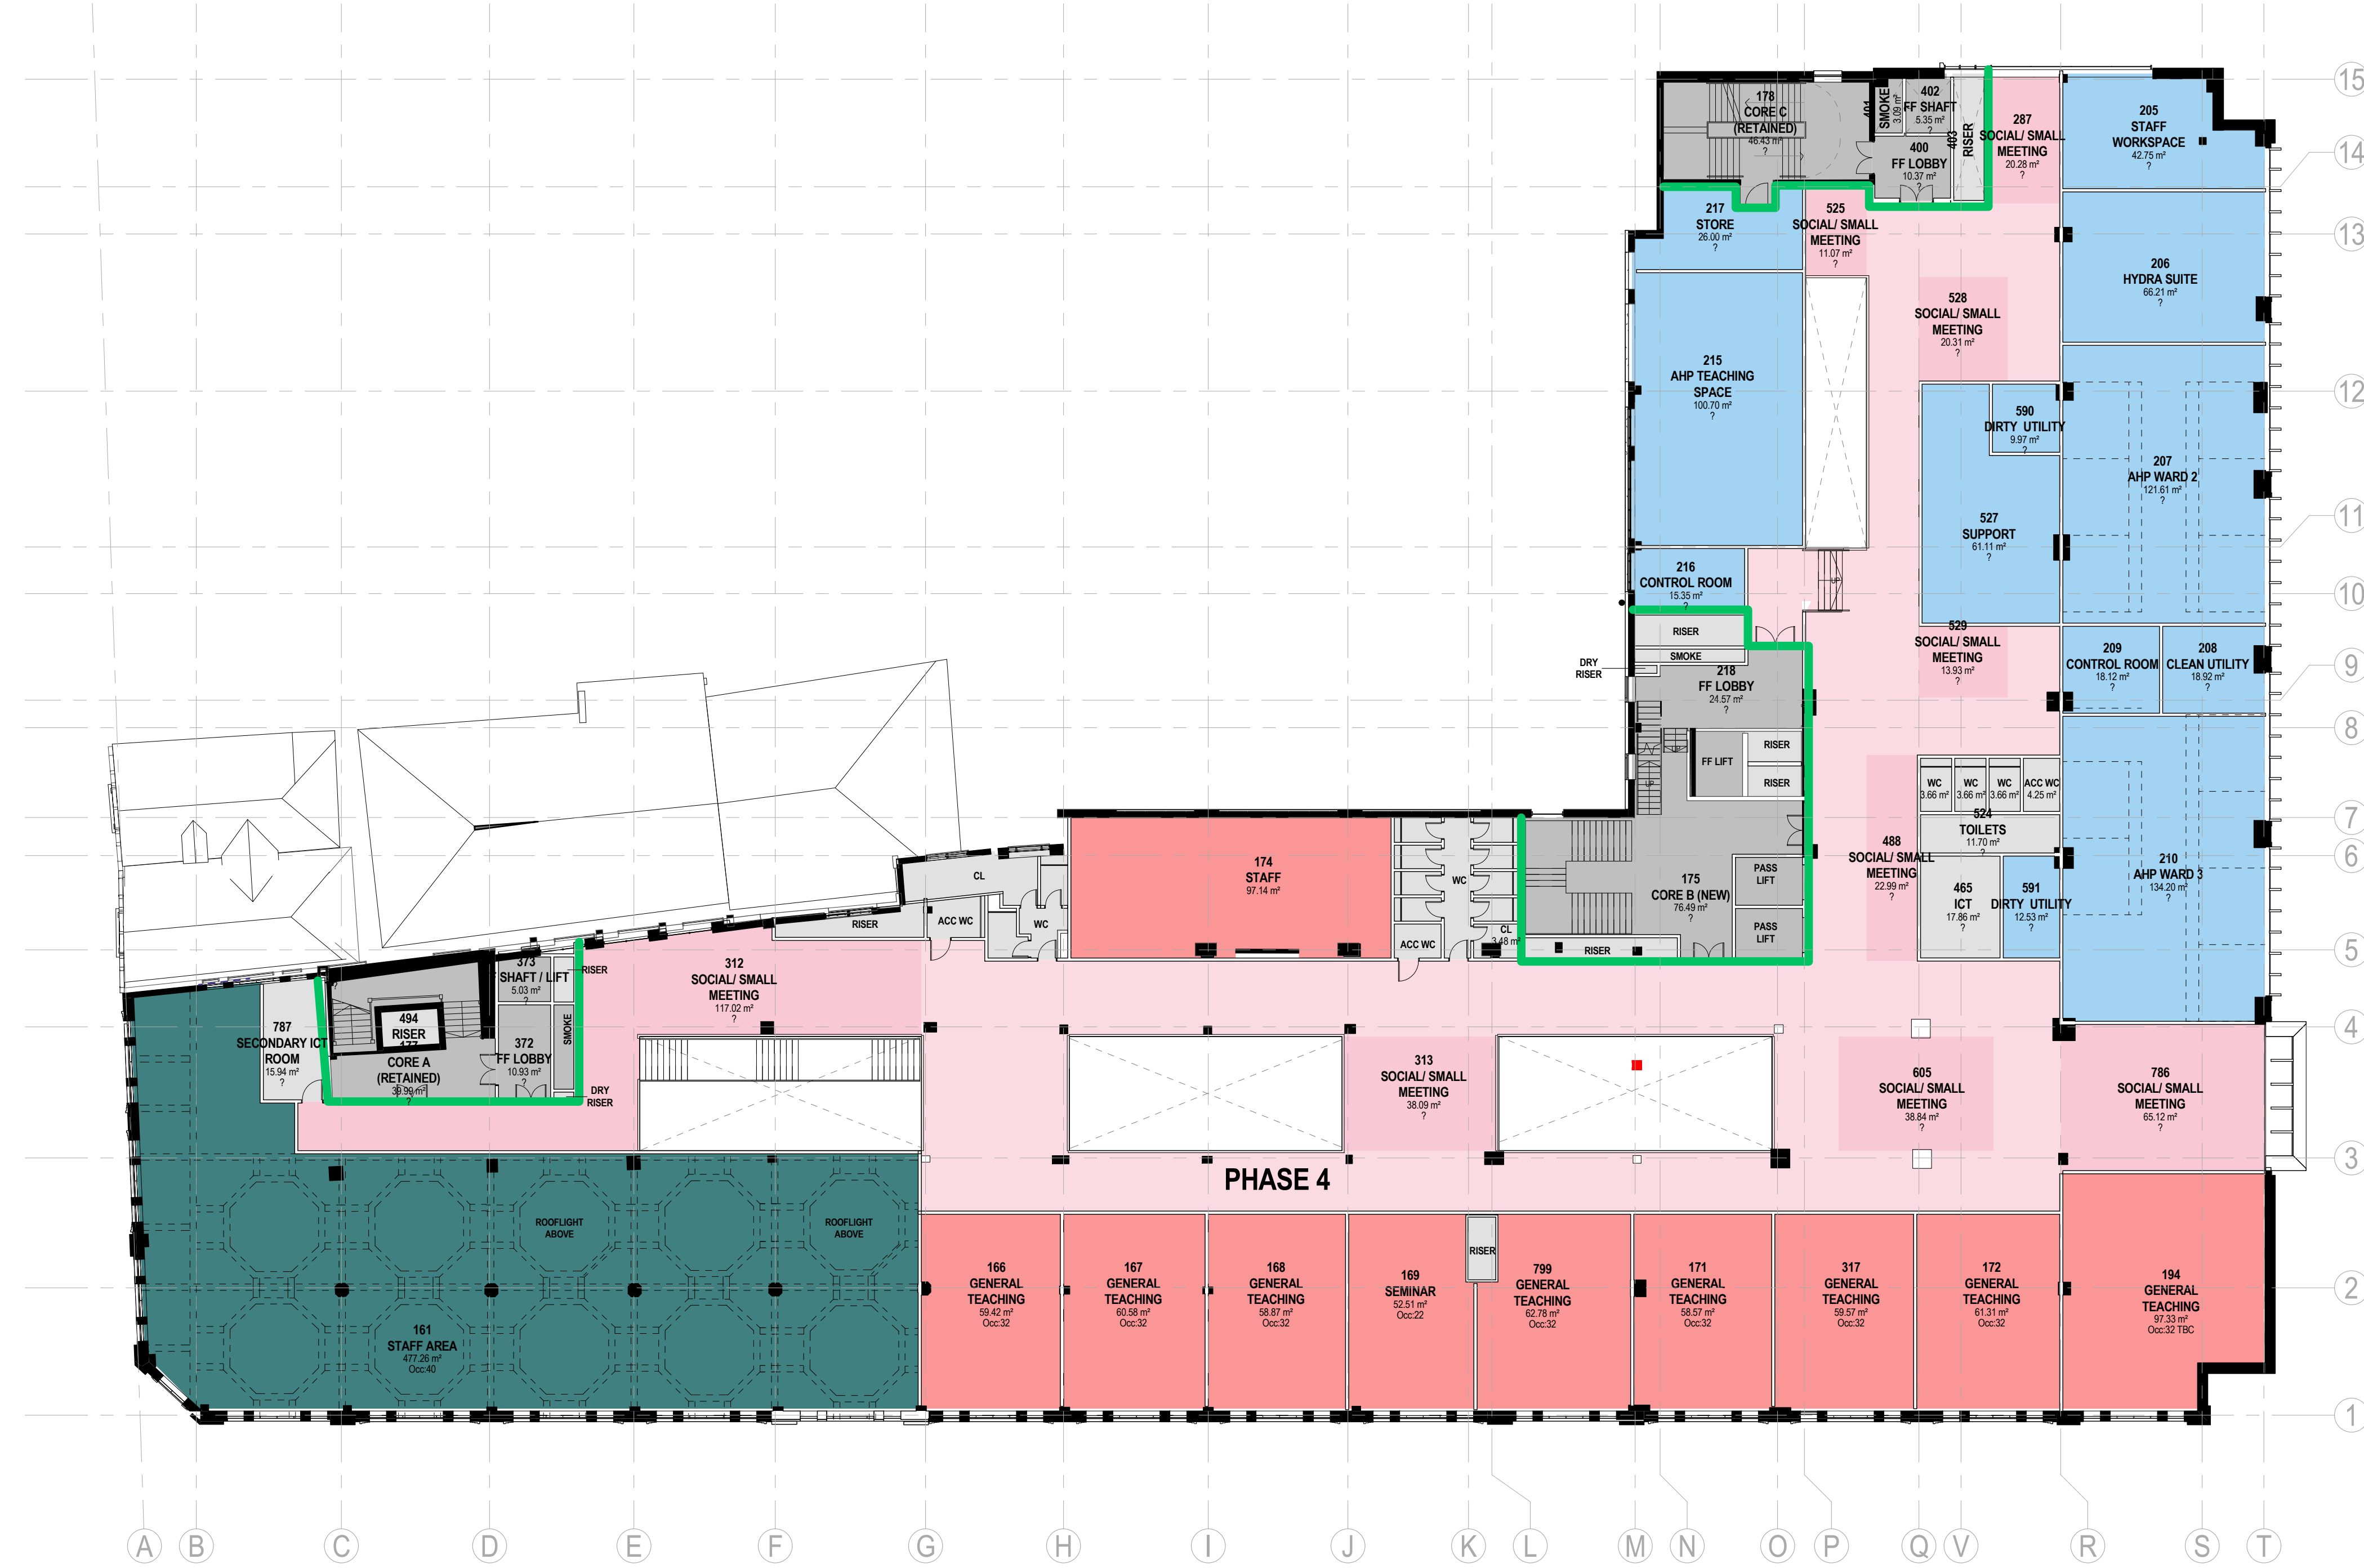 178
CORE C
(RETAINED)
46.43 m²
?
401
SMOKE
3.09 m²
402
FF SHAFT
5.35 m²
?
400
FF LOBBY
10.37 m²
?
403
RISER
287
SOCIAL/ SMALL
MEETING
20.28 m²
?
205
STAFF
WORKSPACE
42.75 m²
?
15
14
217
STORE
26.00 m²
?
525
SOCIAL/ SMALL
MEETING
11.07 m²
?
13
206
HYDRA SUITE
66.21 m²
?
528
SOCIAL/ SMALL
MEETING
20.31 m²
?
215
AHP TEACHING
SPACE
100.70 m²
?
12
590
DIRTY UTILITY
9.97 m²
?
207
AHP WARD 2
121.61 m²
?
527
SUPPORT
61.11 m²
?
11
216
CONTROL ROOM
15.35 m²
?
UP
10
RISER
SMOKE
DRY
RISER
218
FF LOBBY
24.57 m²
?
529
SOCIAL/ SMALL
MEETING
13.93 m²
?
209
CONTROL ROOM
18.12 m²
?
208
CLEAN UTILITY
18.92 m²
?
9
8
UP
UP
FF LIFT
RISER
RISER
WC
3.66 m²
WC
3.66 m²
WC
3.66 m²
ACC WC
4.25 m²
524
TOILETS
11.70 m²
?
7
6
488
SOCIAL/ SMALL
MEETING
22.99 m²
?
465
ICT
17.86 m²
?
591
DIRTY UTILITY
12.53 m²
?
210
AHP WARD 3
134.20 m²
?
174
STAFF
97.14 m²
WC
ACC WC
CL
3.48 m²
175
CORE B (NEW)
76.49 m²
?
PASS
LIFT
PASS
LIFT
RISER
5
CL
RISER
ACC WC
WC
373
F SHAFT / LIFT
5.03 m²
?
RISER
312
SOCIAL/ SMALL
MEETING
117.02 m²
?
787
SECONDARY ICT
ROOM
15.94 m²
?
494
RISER
177
CORE A
(RETAINED)
39.99 m²
?
372
FF LOBBY
10.93 m²
?
SMOKE
DRY
RISER
4
313
SOCIAL/ SMALL
MEETING
38.09 m²
?
605
SOCIAL/ SMALL
MEETING
38.84 m²
?
786
SOCIAL/ SMALL
MEETING
65.12 m²
?
3
PHASE 4
ROOFLIGHT
ABOVE
ROOFLIGHT
ABOVE
161
STAFF AREA
477.26 m²
Occ:40
166
GENERAL
TEACHING
59.42 m²
Occ:32
167
GENERAL
TEACHING
60.58 m²
Occ:32
168
GENERAL
TEACHING
58.87 m²
Occ:32
169
SEMINAR
52.51 m²
Occ:22
RISER
799
GENERAL
TEACHING
62.78 m²
Occ:32
171
GENERAL
TEACHING
58.57 m²
Occ:32
317
GENERAL
TEACHING
59.57 m²
Occ:32
172
GENERAL
TEACHING
61.31 m²
Occ:32
194
GENERAL
TEACHING
97.33 m²
Occ:32 TBC
2
1
A B C D E F G H I J K L M N O P Q V R S T